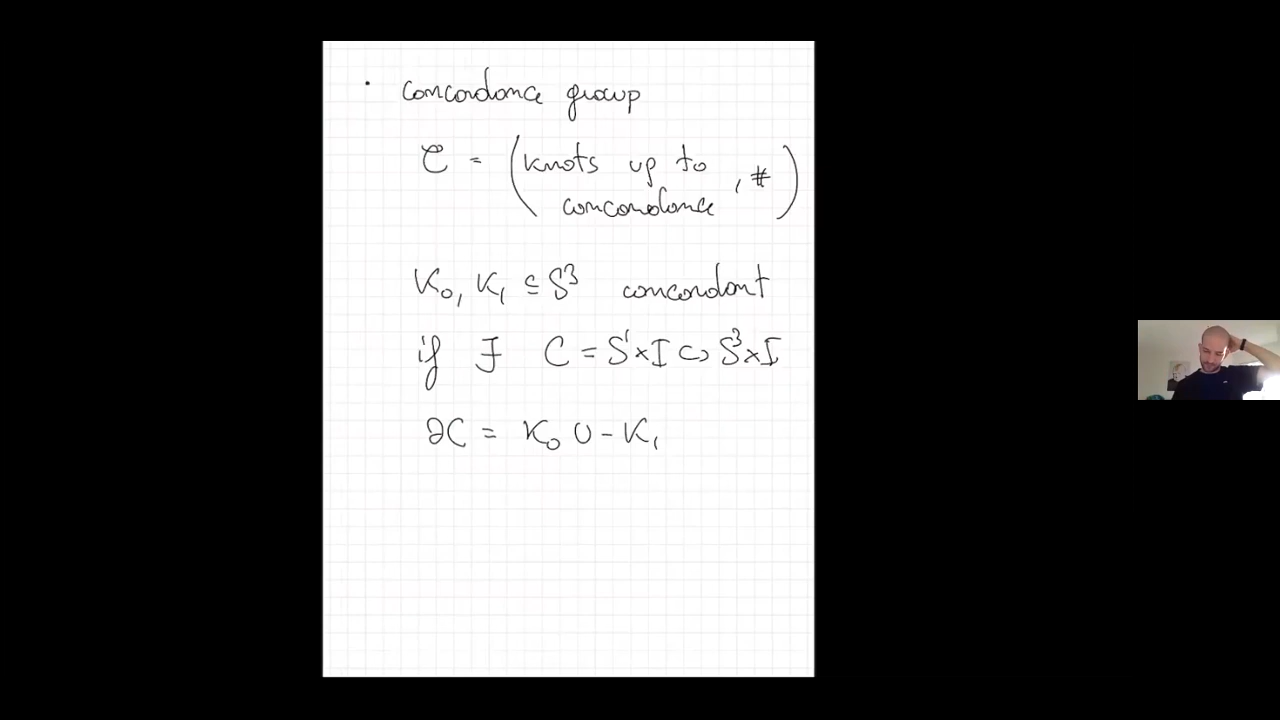 · concordance group
𝒞 = (knots up to concordance, #)
K₀, K₁ ⊆ S³ concordant
if ∃ C = S¹×I ↪ S³×I
∂C = K₀ ∪ -K₁